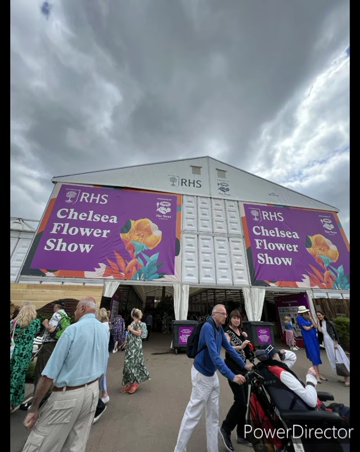 RHS
RHS
Chelsea
Flower
Show
RHS
Chelsea
Flower
Show
PowerDirector